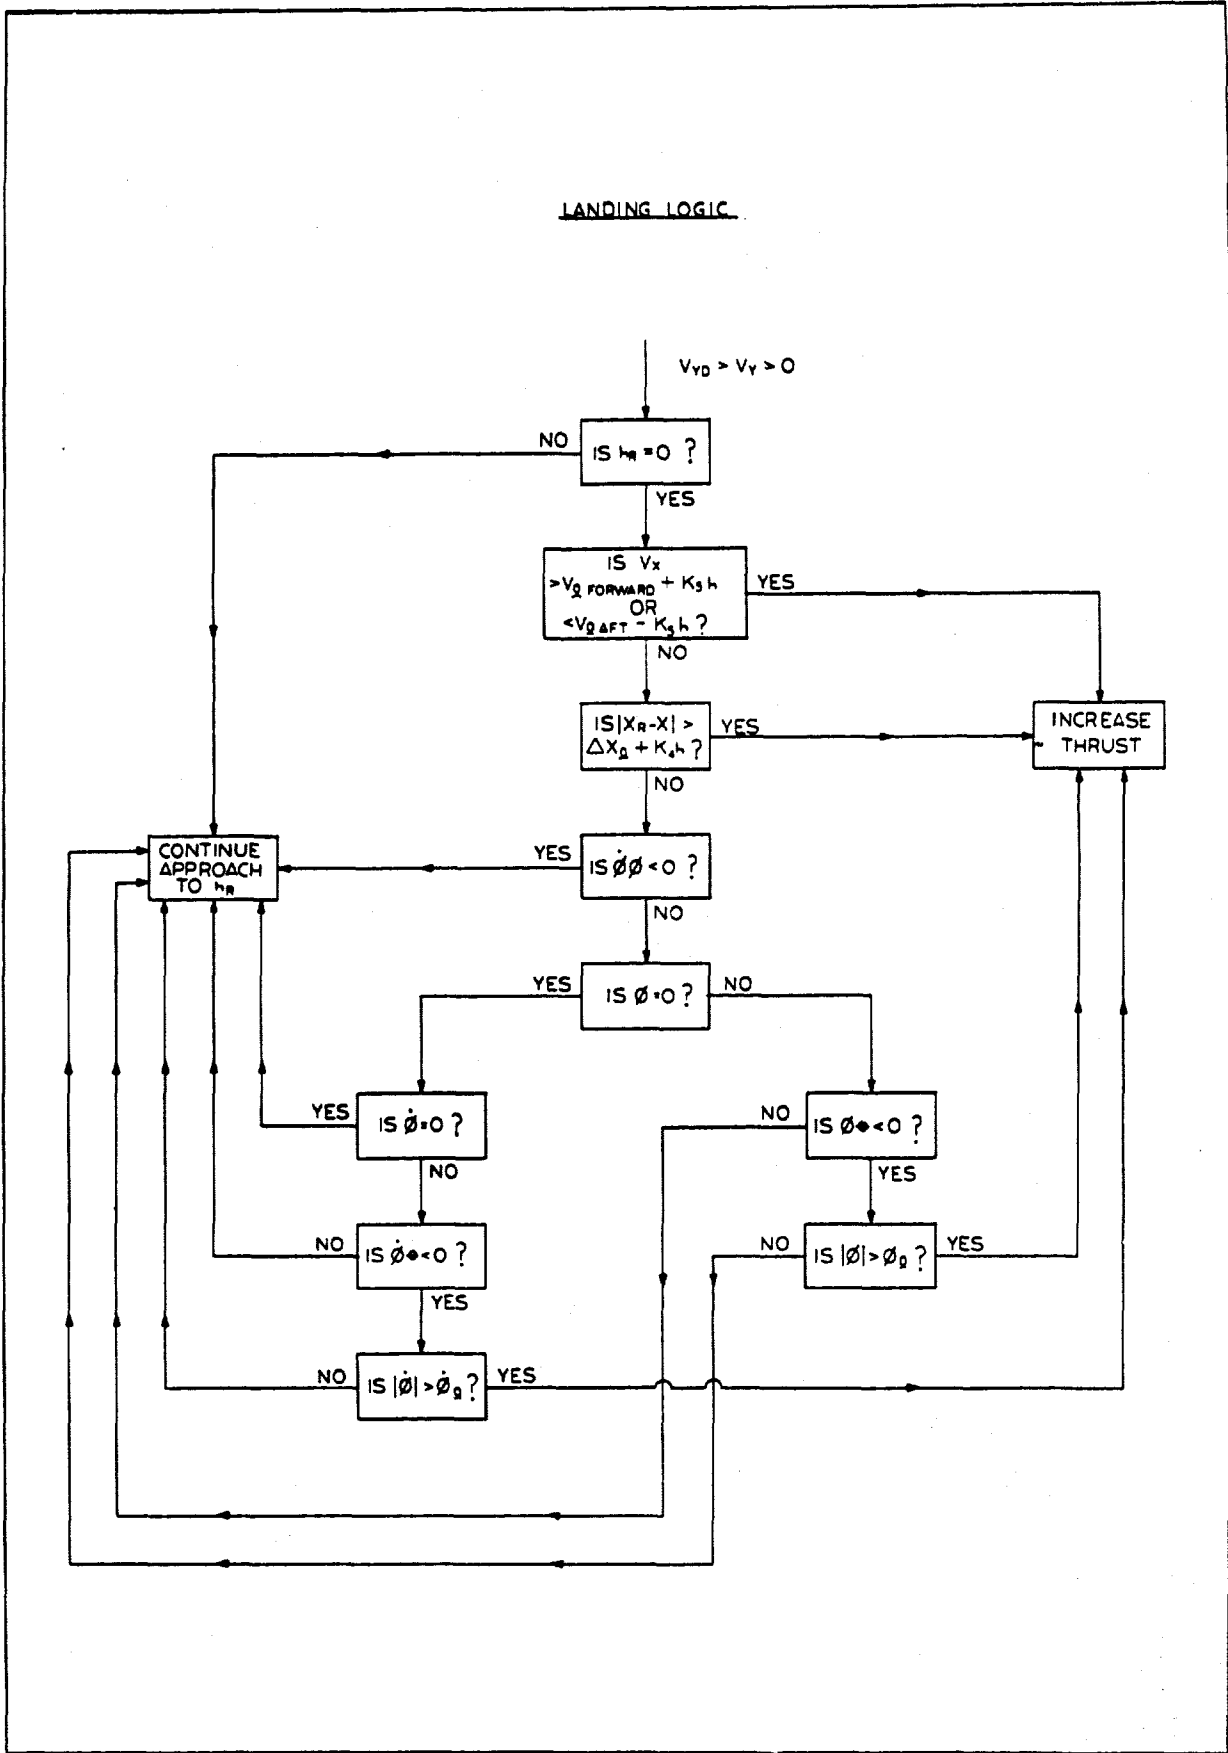 LANDING LOGIC
V_YD > V_Y > 0
IS h_R = 0 ?
NO
YES
IS V_X
> V_ℓ FORWARD + K_5 h
OR
< V_ℓ AFT - K_5 h ?
YES
NO
IS |X_R - X| >
ΔX_ℓ + K_4 h ?
YES
NO
INCREASE
THRUST
CONTINUE
APPROACH
TO h_R
YES
IS φ̇φ < 0 ?
NO
YES
IS φ = 0 ?
NO
YES
IS φ̇ = 0 ?
NO
NO
IS φ < 0 ?
YES
NO
IS φ̇ < 0 ?
YES
NO
IS |φ| > φ_ℓ ?
YES
NO
IS |φ̇| > φ̇_ℓ ?
YES